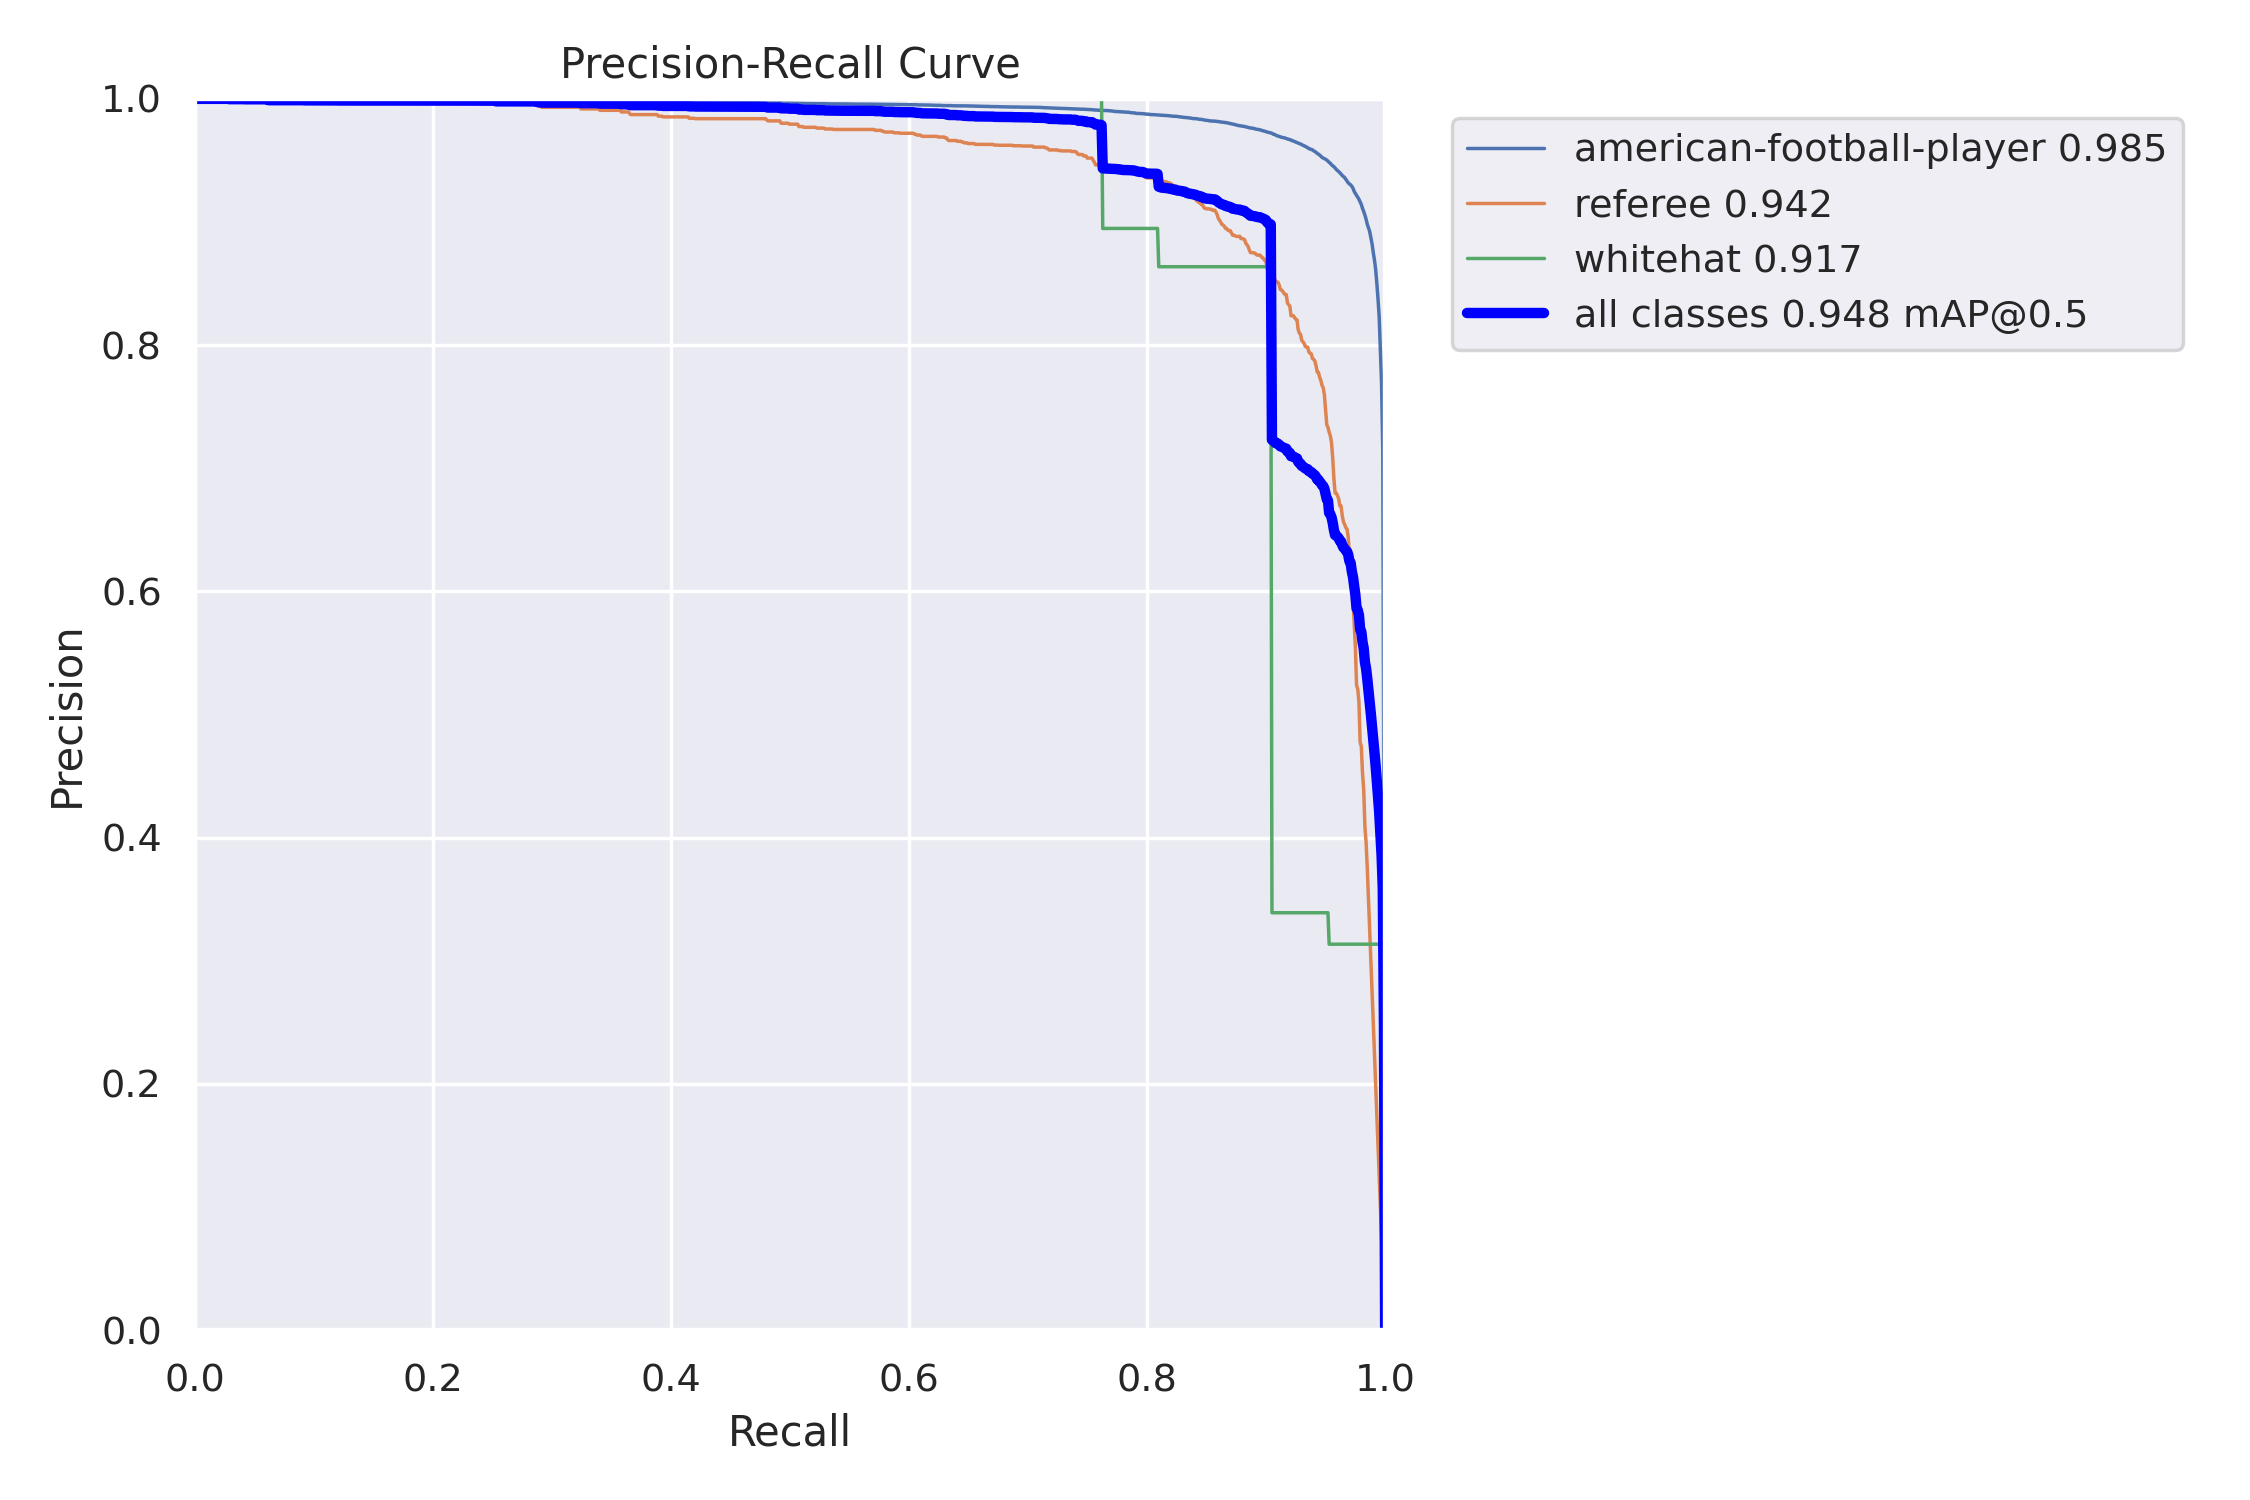 Precision-Recall Curve
1.0
0.8
0.6
0.4
0.2
0.0
Precision
0.0 0.2 0.4 0.6 0.8 1.0
Recall
american-football-player 0.985
referee 0.942
whitehat 0.917
all classes 0.948 mAP@0.5